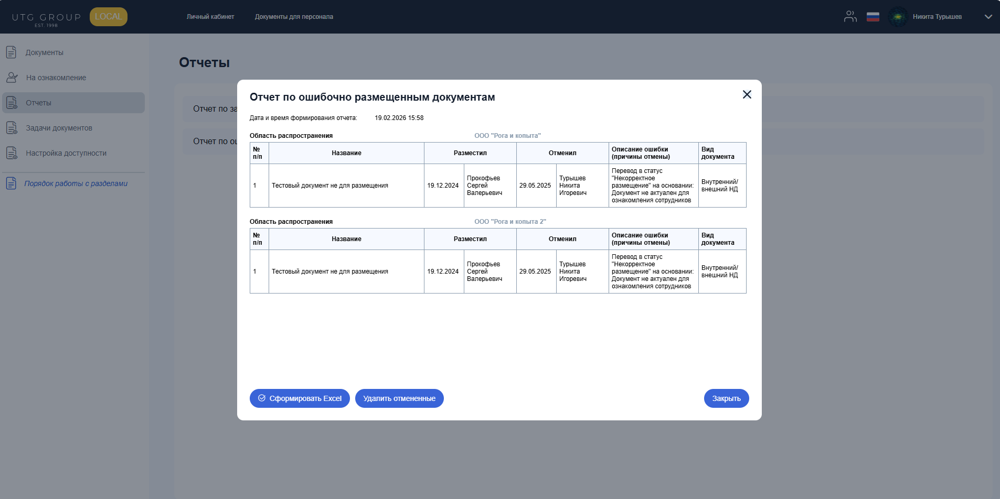 UTG GROUP
EST. 1998
LOCAL
Личный кабинет
Документы для персонала
Никита Турышев
Документы
На ознакомление
Отчеты
Задачи документов
Настройка доступности
Порядок работы с разделами
Отчеты
Отчет по за
Отчет по ош
Отчет по ошибочно размещенным документам
Дата и время формирования отчета: 19.02.2026 15:58
Область распространения ООО "Рога и копыта"
№ п/п Название Разместил Отменил Описание ошибки (причины отмены) Вид документа
1 Тестовый документ не для размещения 19.12.2024 Прокофьев Сергей Валерьевич 29.05.2025 Турышев Никита Игоревич Перевод в статус "Некорректное размещение" на основании: Документ не актуален для ознакомления сотрудников Внутренний/внешний НД
Область распространения ООО "Рога и копыта 2"
№ п/п Название Разместил Отменил Описание ошибки (причины отмены) Вид документа
1 Тестовый документ не для размещения 19.12.2024 Прокофьев Сергей Валерьевич 29.05.2025 Турышев Никита Игоревич Перевод в статус "Некорректное размещение" на основании: Документ не актуален для ознакомления сотрудников Внутренний/внешний НД
Сформировать Excel
Удалить отмененные
Закрыть